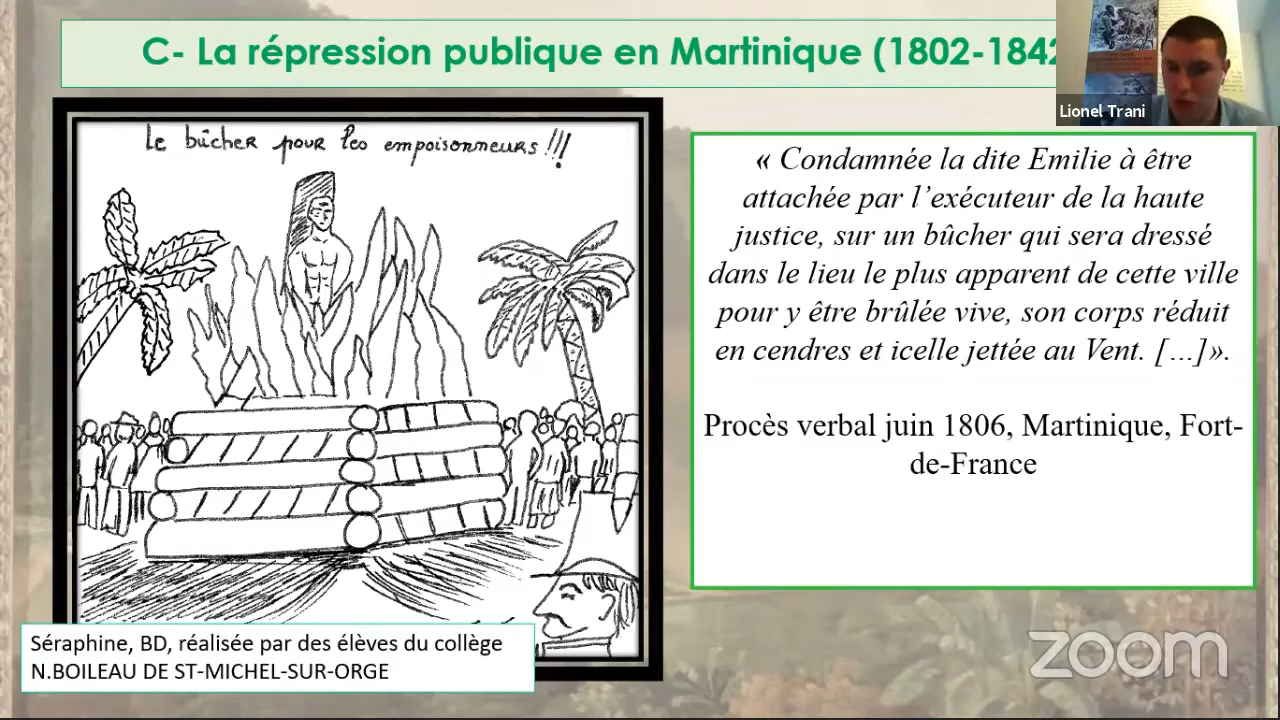 C- La répression publique en Martinique (1802-1842
Lionel Trani
Le bûcher pour les empoisonneurs !!!
« Condamnée la dite Emilie à être
attachée par l'exécuteur de la haute
justice, sur un bûcher qui sera dressé
dans le lieu le plus apparent de cette ville
pour y être brûlée vive, son corps réduit
en cendres et icelle jettée au Vent. […]».
Procès verbal juin 1806, Martinique, Fort-
de-France
Séraphine, BD, réalisée par des élèves du collège
N.BOILEAU DE ST-MICHEL-SUR-ORGE
zoom